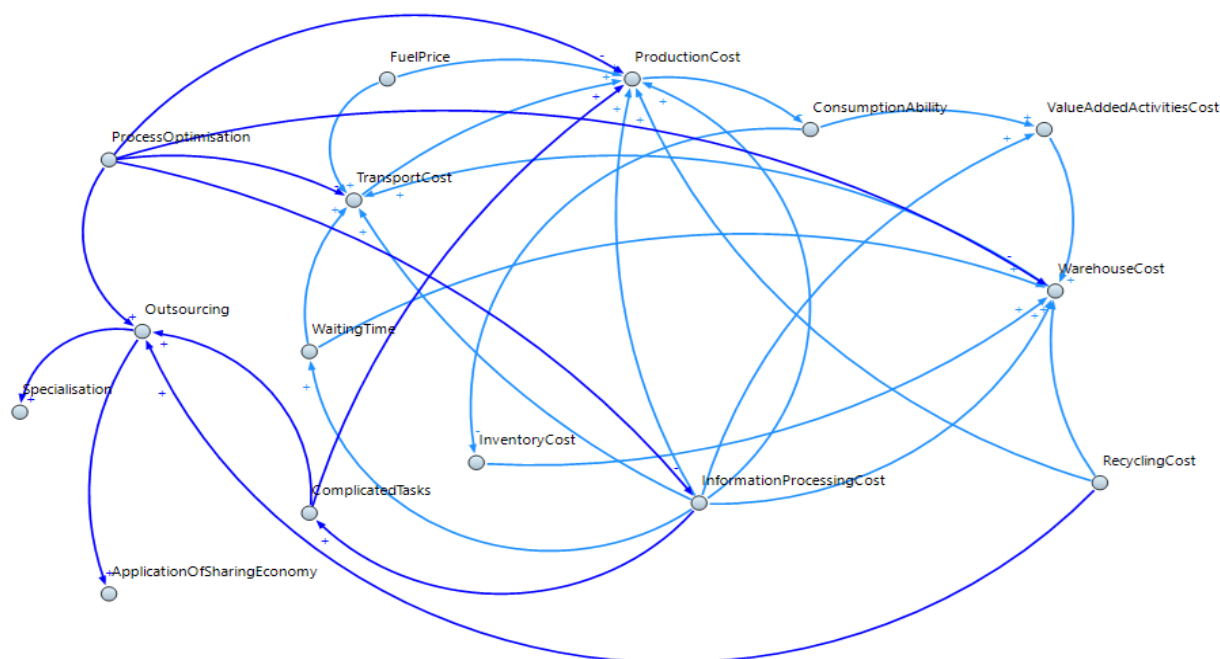 FuelPrice
ProductionCost
ConsumptionAbility
ValueAddedActivitiesCost
ProcessOptimisation
TransportCost
WarehouseCost
Outsourcing
WaitingTime
Specialisation
InventoryCost
InformationProcessingCost
RecyclingCost
ComplicatedTasks
ApplicationOfSharingEconomy